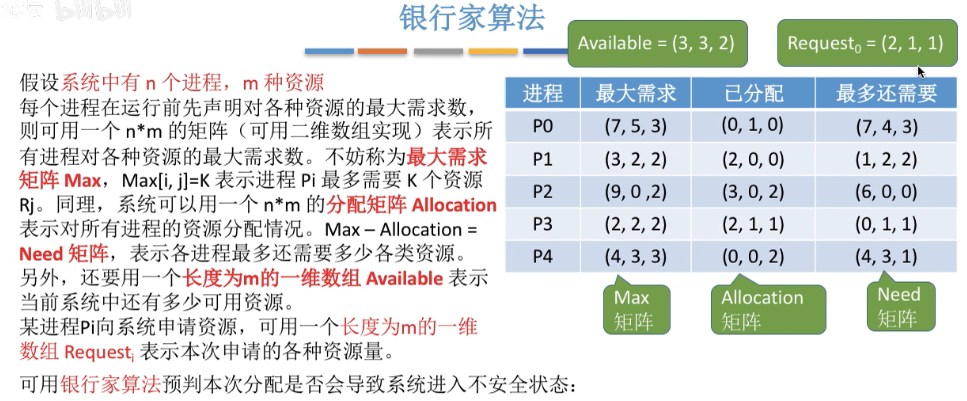 bilibili
银行家算法
Available = (3, 3, 2)
Request0 = (2, 1, 1)
假设系统中有 n 个进程，m 种资源
每个进程在运行前先声明对各种资源的最大需求数，
则可用一个 n*m 的矩阵（可用二维数组实现）表示所
有进程对各种资源的最大需求数。不妨称为最大需求
矩阵 Max，Max[i, j]=K 表示进程 Pi 最多需要 K 个资源
Rj。同理，系统可以用一个 n*m 的分配矩阵 Allocation
表示对所有进程的资源分配情况。Max – Allocation =
Need 矩阵，表示各进程最多还需要多少各类资源。
另外，还要用一个长度为m的一维数组 Available 表示
当前系统中还有多少可用资源。
某进程Pi向系统申请资源，可用一个长度为m的一维
数组 Requesti 表示本次申请的各种资源量。
可用银行家算法预判本次分配是否会导致系统进入不安全状态：
进程 最大需求 已分配 最多还需要
P0 (7, 5, 3) (0, 1, 0) (7, 4, 3)
P1 (3, 2, 2) (2, 0, 0) (1, 2, 2)
P2 (9, 0 ,2) (3, 0, 2) (6, 0, 0)
P3 (2, 2, 2) (2, 1, 1) (0, 1, 1)
P4 (4, 3, 3) (0, 0, 2) (4, 3, 1)
Max
矩阵
Allocation
矩阵
Need
矩阵